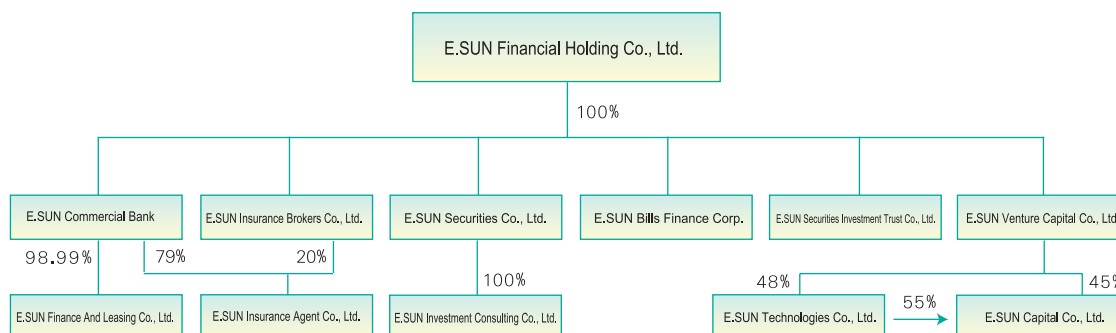 E.SUN Financial Holding Co., Ltd.
100%
E.SUN Commercial Bank
E.SUN Insurance Brokers Co., Ltd.
E.SUN Securities Co., Ltd.
E.SUN Bills Finance Corp.
E.SUN Securities Investment Trust Co., Ltd.
E.SUN Venture Capital Co., Ltd
98.99%
79%
20%
100%
48%
55%
45%
E.SUN Finance And Leasing Co., Ltd.
E.SUN Insurance Agent Co., Ltd.
E.SUN Investment Consulting Co., Ltd.
E.SUN Technologies Co., Ltd.
E.SUN Capital Co., Ltd.